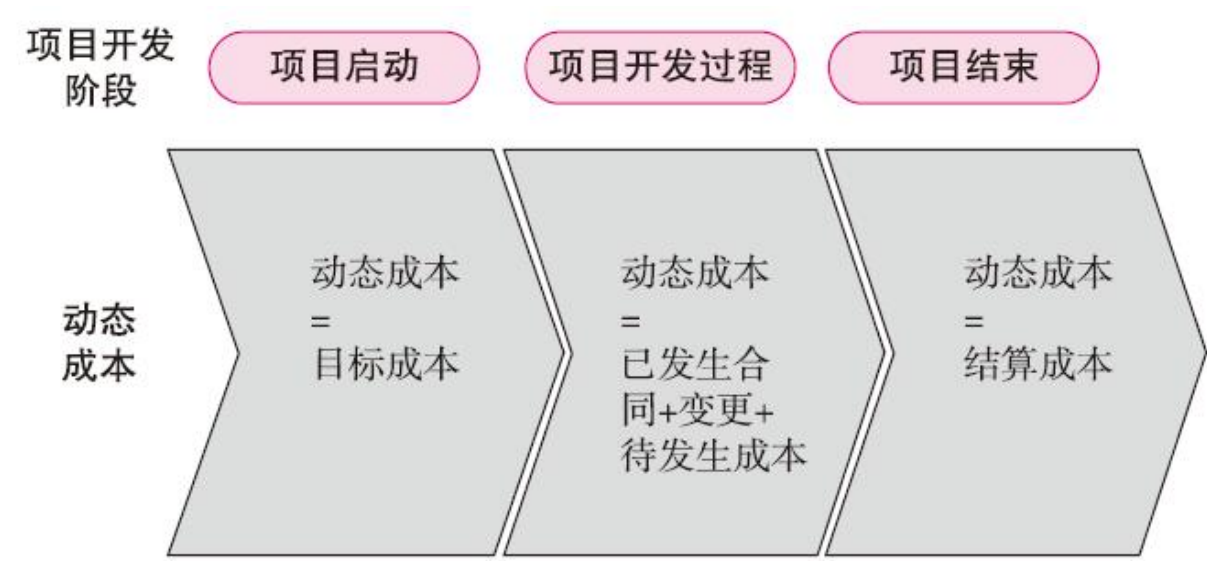 项目开发
阶段
项目启动
项目开发过程
项目结束
动态
成本
动态成本
=
目标成本
动态成本
=
已发生合
同+变更+
待发生成本
动态成本
=
结算成本